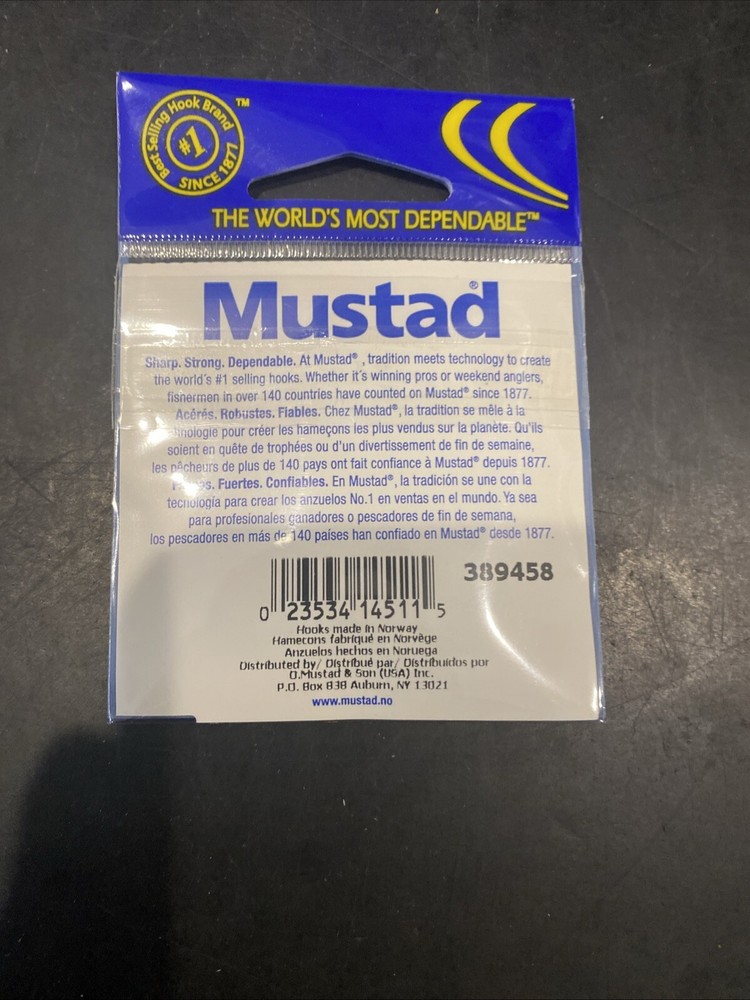 Best Selling Hook Brand ™
#1
SINCE 1877
THE WORLD'S MOST DEPENDABLE™
Mustad®
Sharp. Strong. Dependable. At Mustad® , tradition meets technology to create
the world´s #1 selling hooks. Whether it´s winning pros or weekend anglers,
fishermen in over 140 countries have counted on Mustad® since 1877.
Acérés. Robustes. Fiables. Chez Mustad®, la tradition se mêle à la
pour créer les hameçons les plus vendus sur la planète. Qu'ils
soient en quête de trophées ou d'un divertissement de fin de semaine,
les pêcheurs de plus de 140 pays ont fait confiance à Mustad® depuis 1877.
Fuertes. Confiables. En Mustad®, la tradición se une con la
tecnología para crear los anzuelos No.1 en ventas en el mundo. Ya sea
para profesionales ganadores o pescadores de fin de semana,
los pescadores en más de 140 países han confiado en Mustad® desde 1877.
389458
0 23534 14511 5
Hooks made in Norway
Hamecons fabriqué en Norvège
Anzuelos hechos en Noruega
Distributed by/ Distribué par/ Distribuidos por
O.Mustad & Son (USA) Inc.
P.O. Box 838 Auburn, NY 13021
www.mustad.no